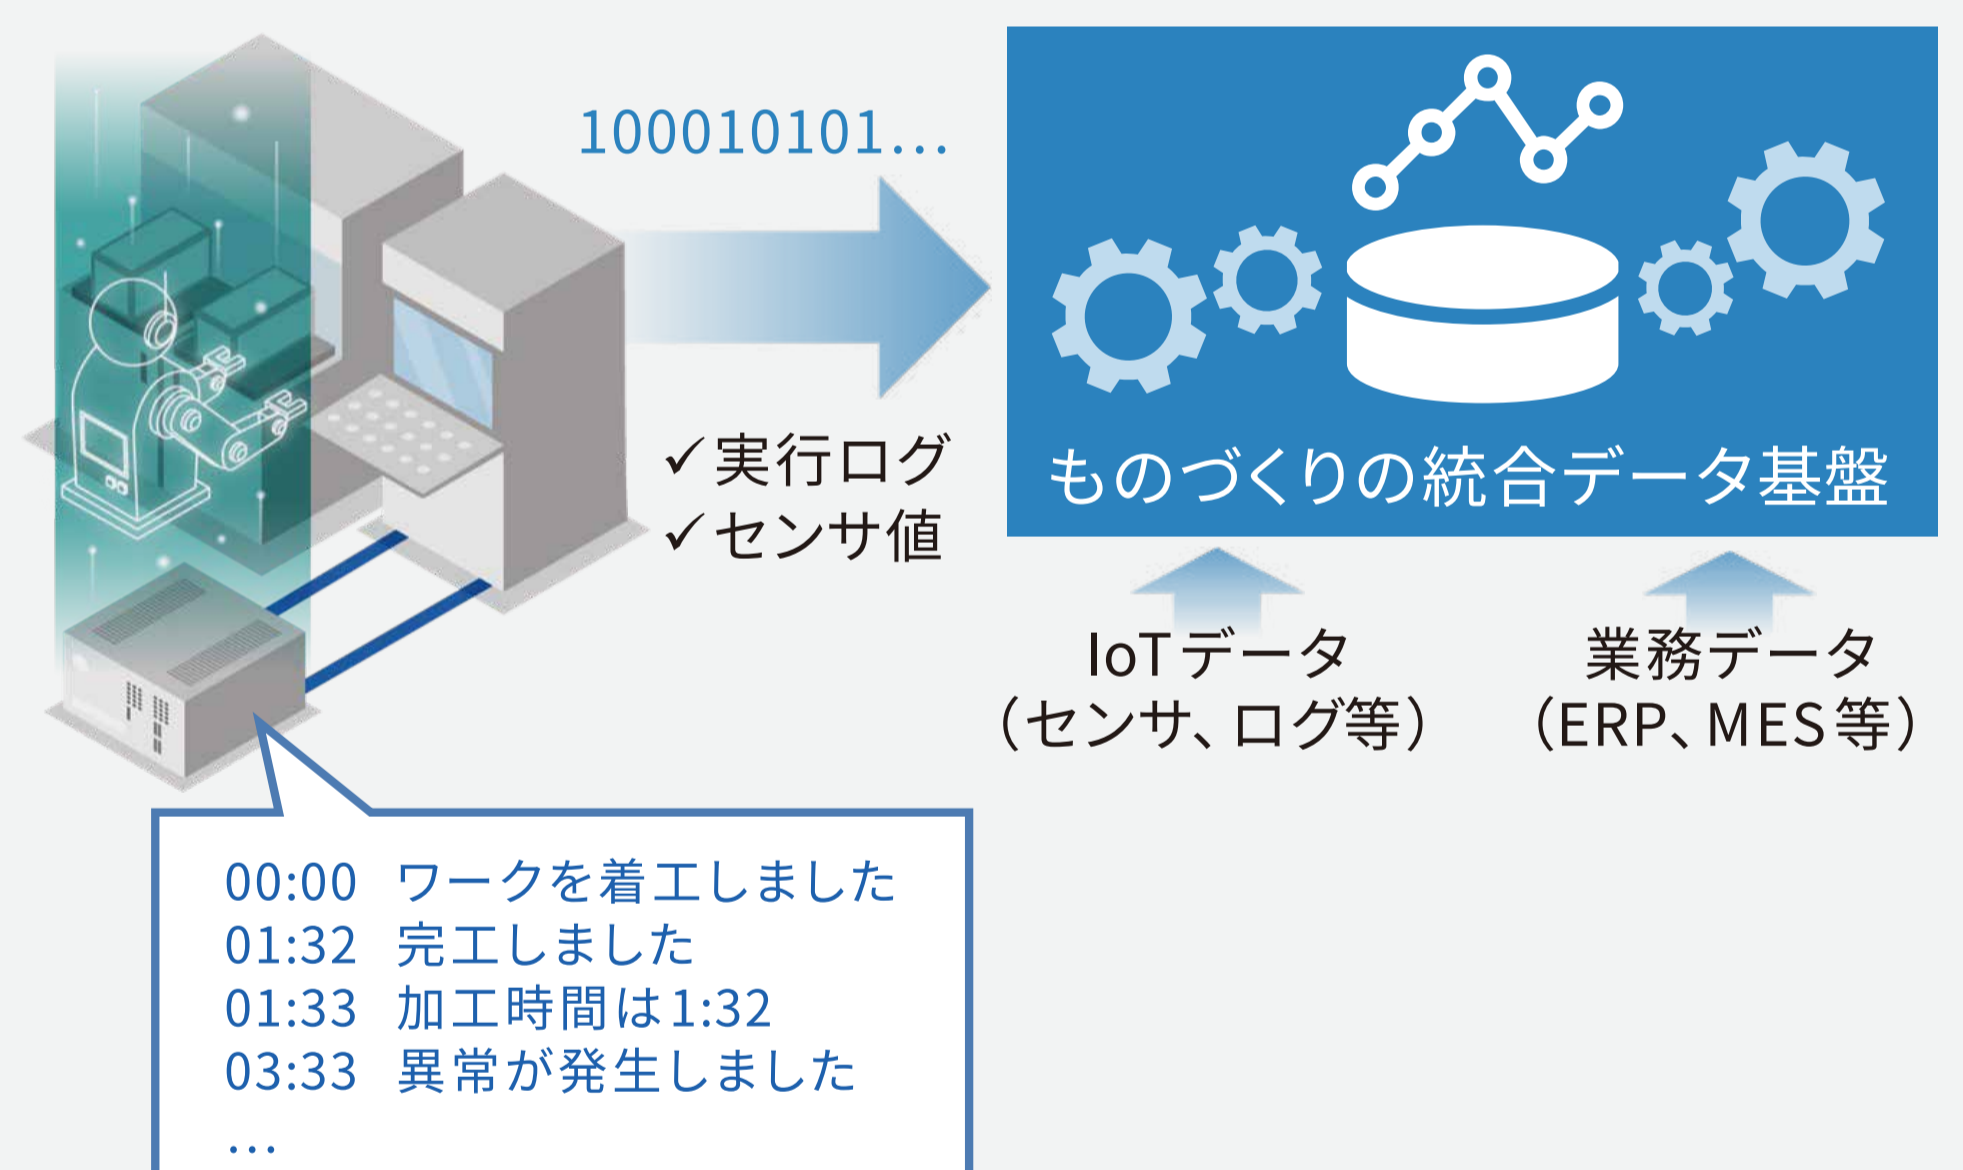 100010101…
✓実行ログ
✓センサ値
ものづくりの統合データ基盤
IoTデータ
（センサ、ログ等）
業務データ
（ERP、MES等）
00:00 ワークを着工しました
01:32 完工しました
01:33 加工時間は1:32
03:33 異常が発生しました
…